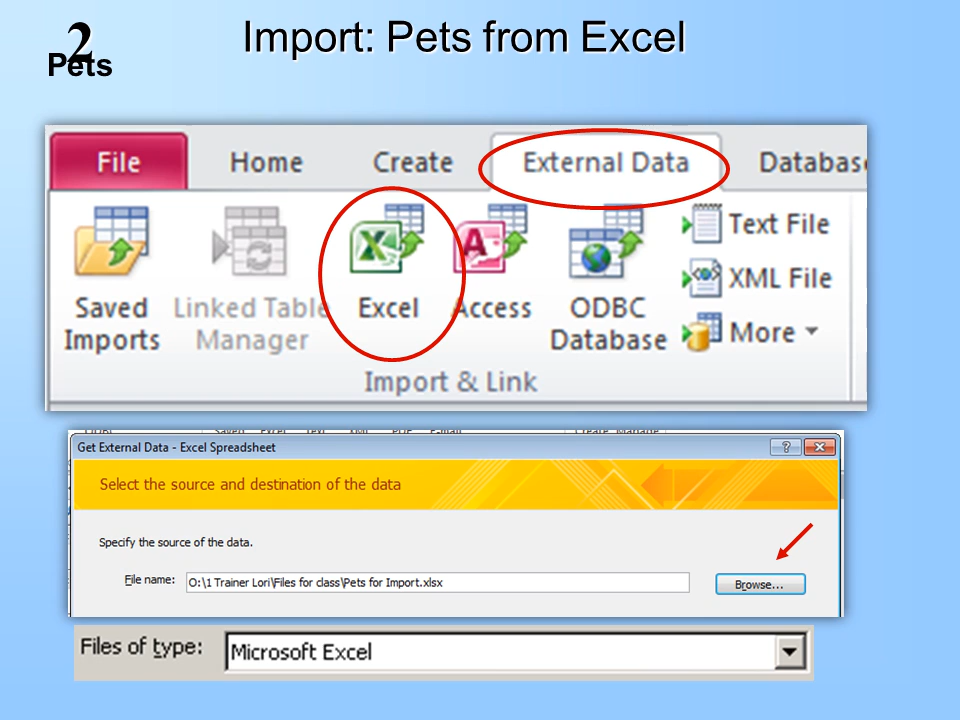 2
Pets
Import: Pets from Excel
File Home Create External Data Databas
Saved Imports
Linked Table Manager
Excel
Access
ODBC Database
Text File
XML File
More
Import & Link
Get External Data - Excel Spreadsheet
Select the source and destination of the data
Specify the source of the data.
File name: O:\1 Trainer Lori\Files for class\Pets for Import.xlsx Browse...
Files of type: Microsoft Excel